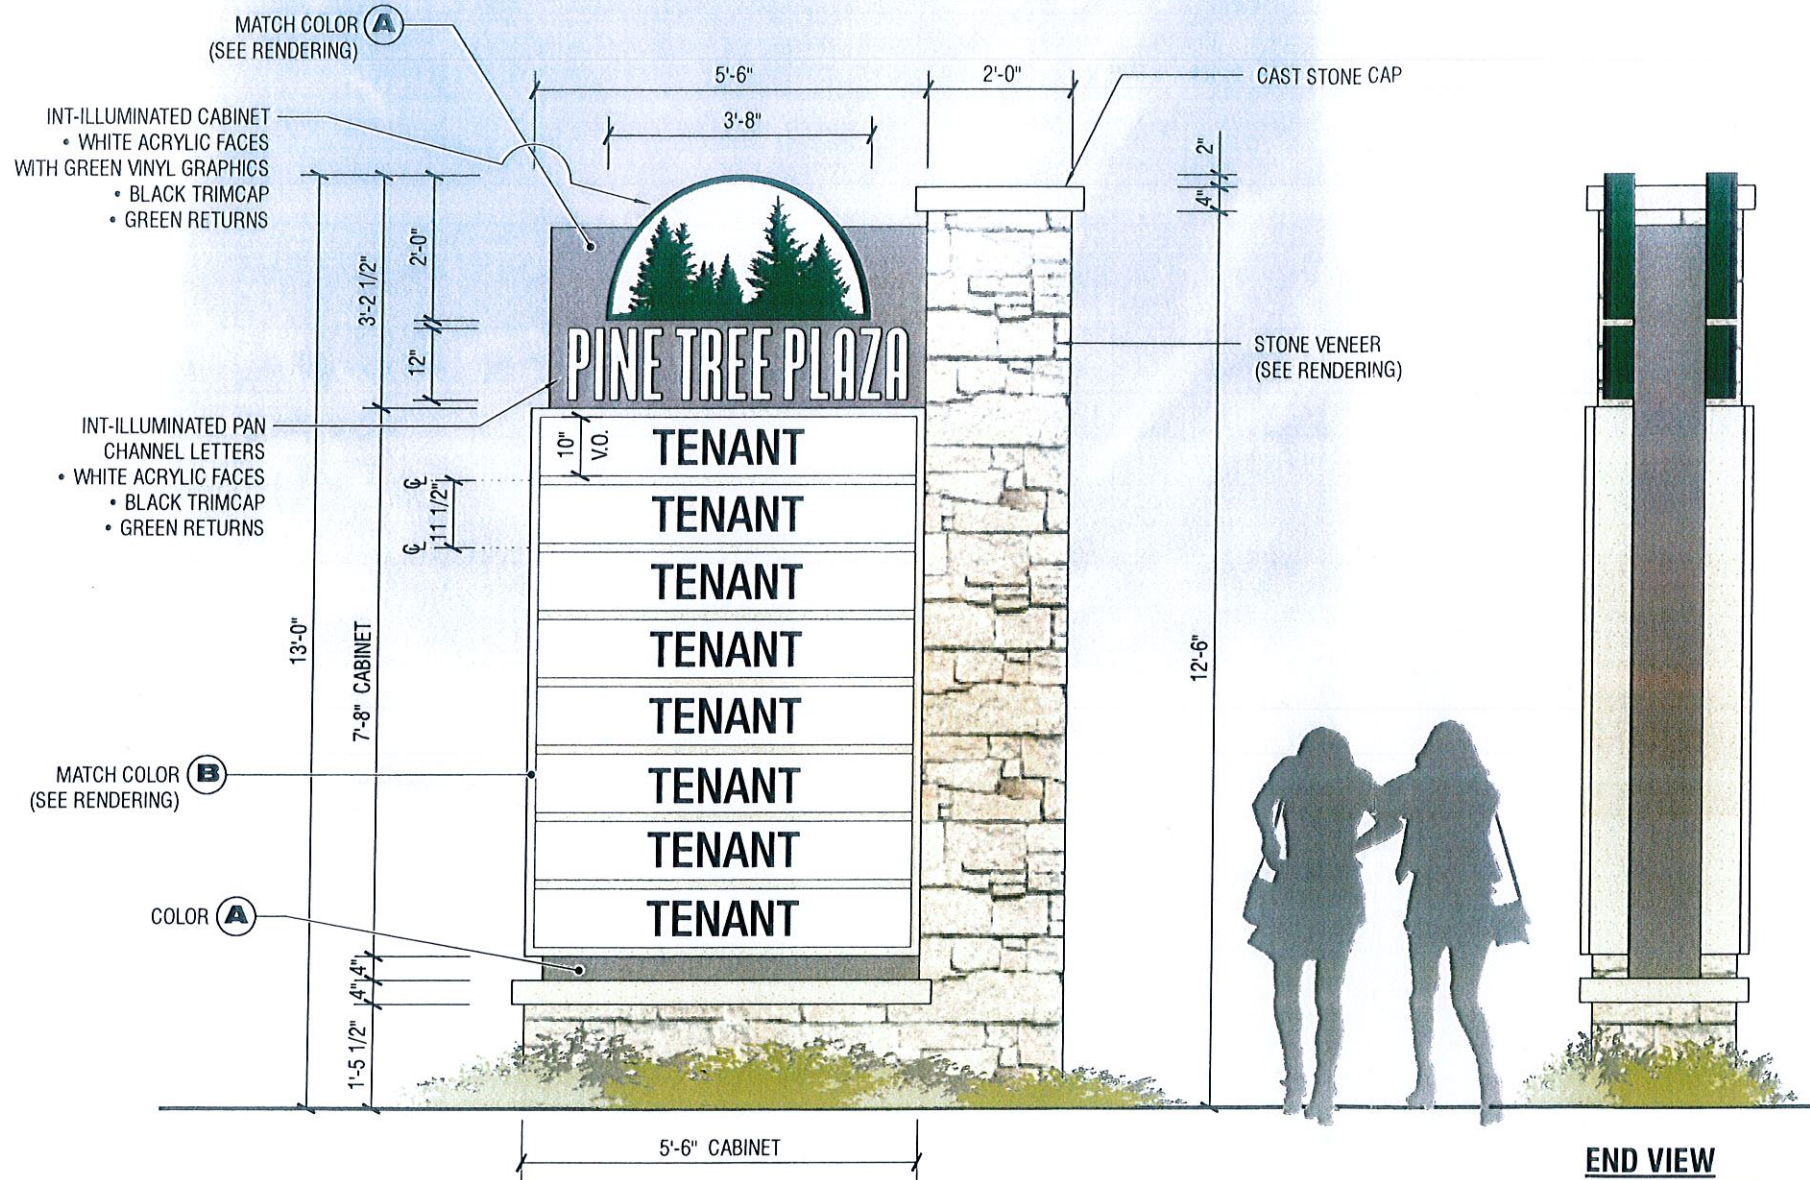 MATCH COLOR A
(SEE RENDERING)
INT-ILLUMINATED CABINET
• WHITE ACRYLIC FACES
WITH GREEN VINYL GRAPHICS
• BLACK TRIMCAP
• GREEN RETURNS
5'-6"
2'-0"
3'-8"
CAST STONE CAP
2"
4"
2'-0"
3'-2 1/2"
12"
PINE TREE PLAZA
STONE VENEER
(SEE RENDERING)
INT-ILLUMINATED PAN
CHANNEL LETTERS
• WHITE ACRYLIC FACES
• BLACK TRIMCAP
• GREEN RETURNS
10"
V.O.
TENANT
℄
11 1/2"
℄
TENANT
TENANT
TENANT
TENANT
TENANT
TENANT
TENANT
13'-0"
7'-8" CABINET
12'-6"
MATCH COLOR B
(SEE RENDERING)
COLOR A
4"
4"
1'-5 1/2"
5'-6" CABINET
END VIEW